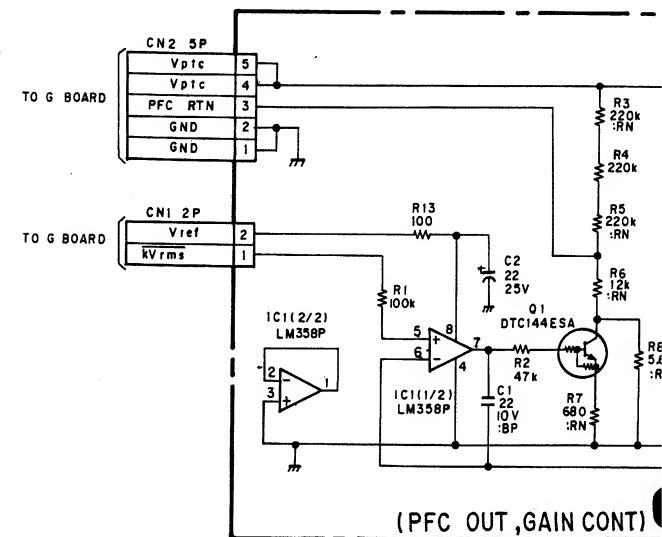 CN2 5P
Vptc 5
Vptc 4
TO G BOARD
PFC RTN 3
GND 2
GND 1
CN1 2P
Vref 2
TO G BOARD
kVrms 1
R3
220k
:RN
R4
220k
R5
220k
:RN
R6
12k
:RN
R13
100
C2
22
25V
R1
100k
Q1
DTC144ESA
IC1(2/2)
LM358P
2
3
1
5
6
8
7
4
IC1(1/2)
LM358P
R2
47k
C1
22
10V
:BP
R7
680
:RN
R8
(PFC OUT,GAIN CONT)